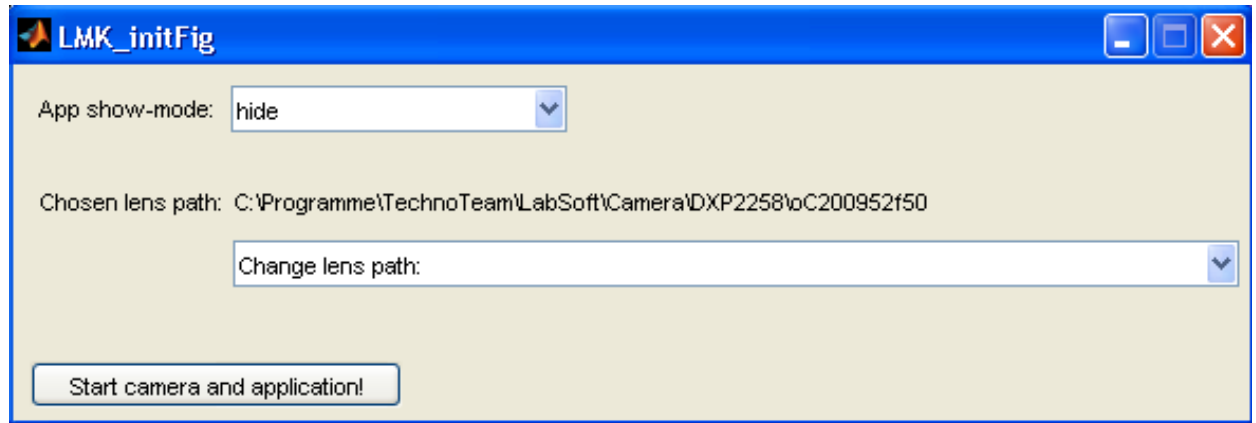 LMK_initFig
App show-mode: hide
Chosen lens path: C:\Programme\TechnoTeam\LabSoft\Camera\DXP2258\oC200952f50
Change lens path:
Start camera and application!